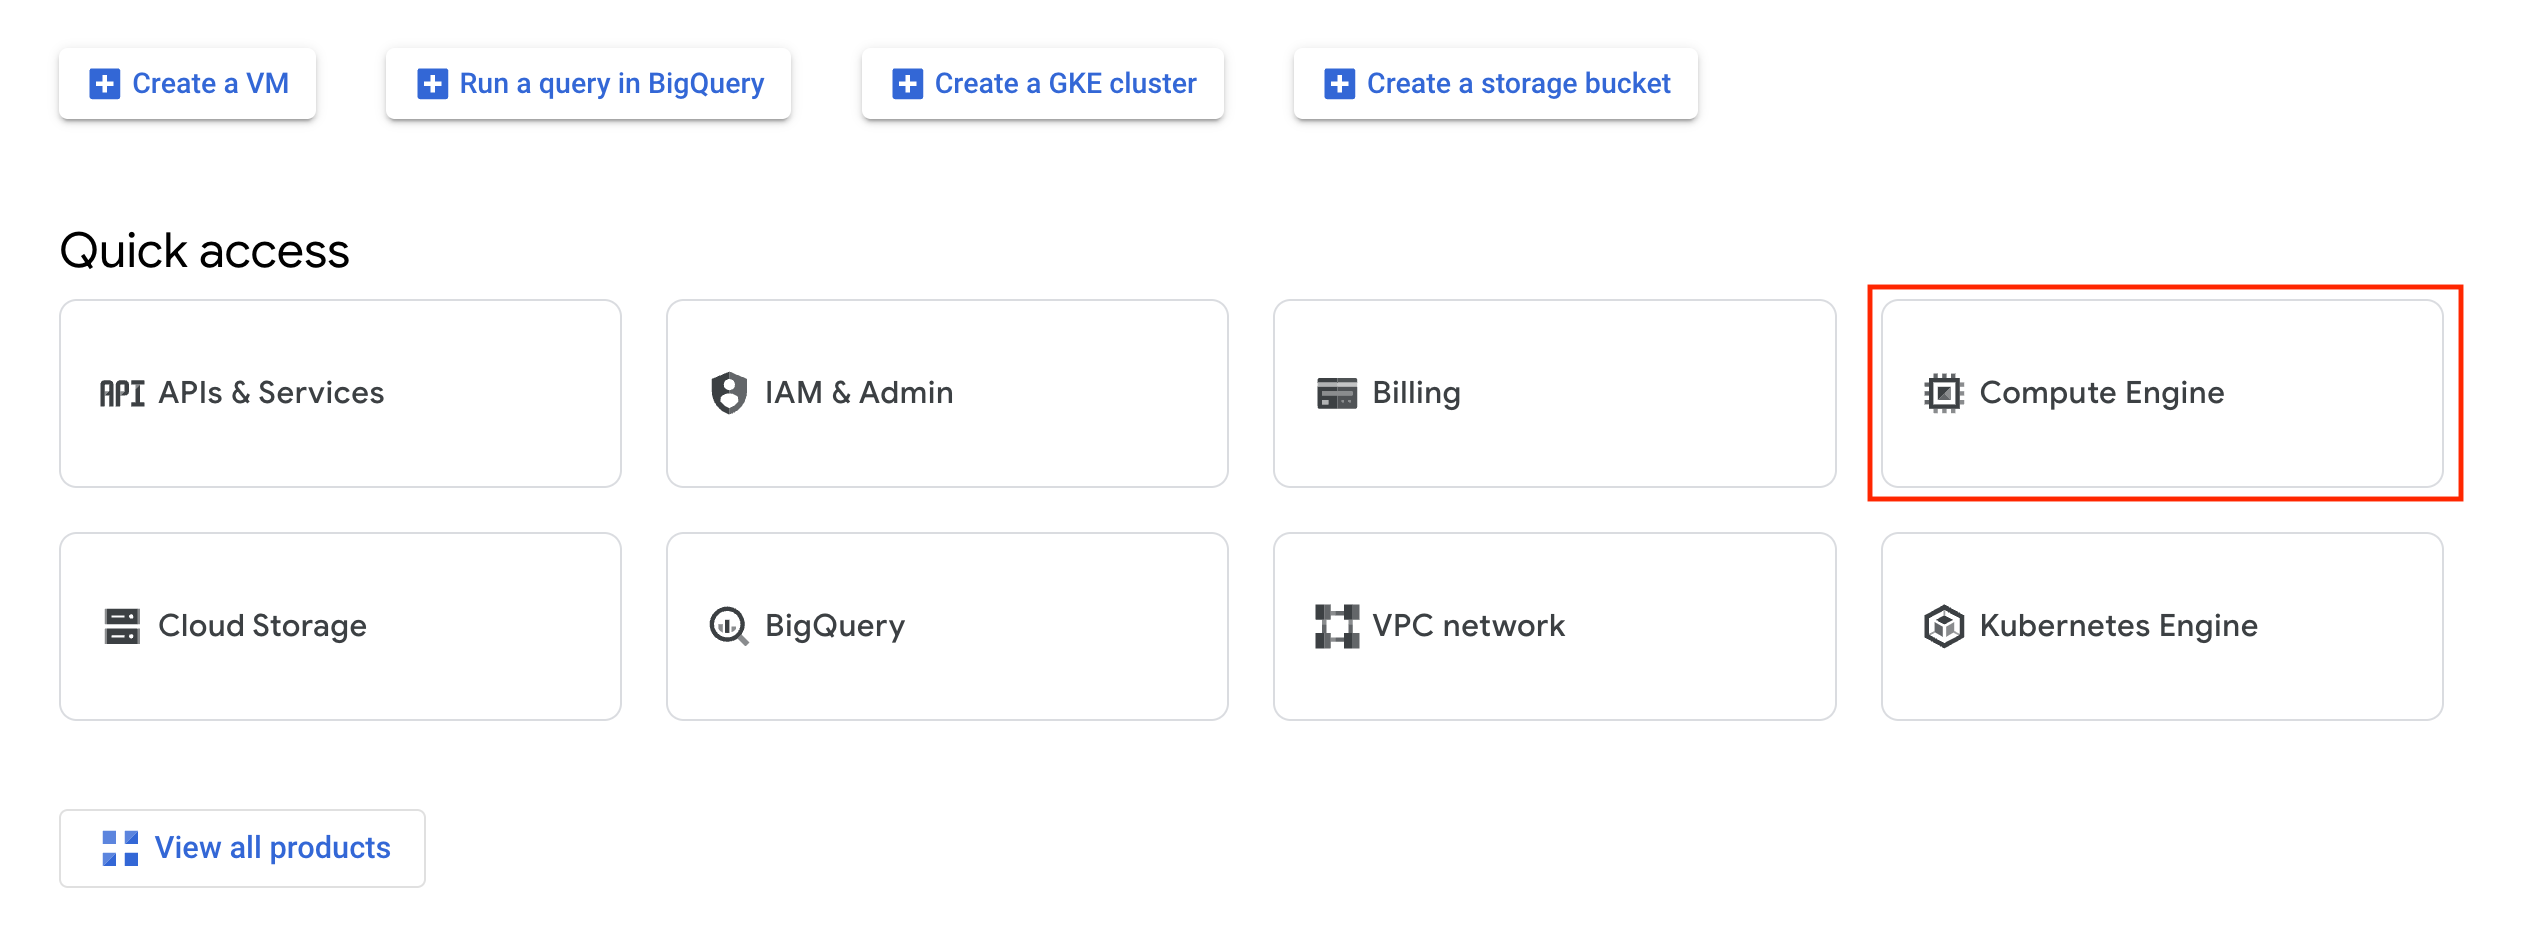 Create a VM
Run a query in BigQuery
Create a GKE cluster
Create a storage bucket
Quick access
API APIs & Services
IAM & Admin
Billing
Compute Engine
Cloud Storage
BigQuery
VPC network
Kubernetes Engine
View all products